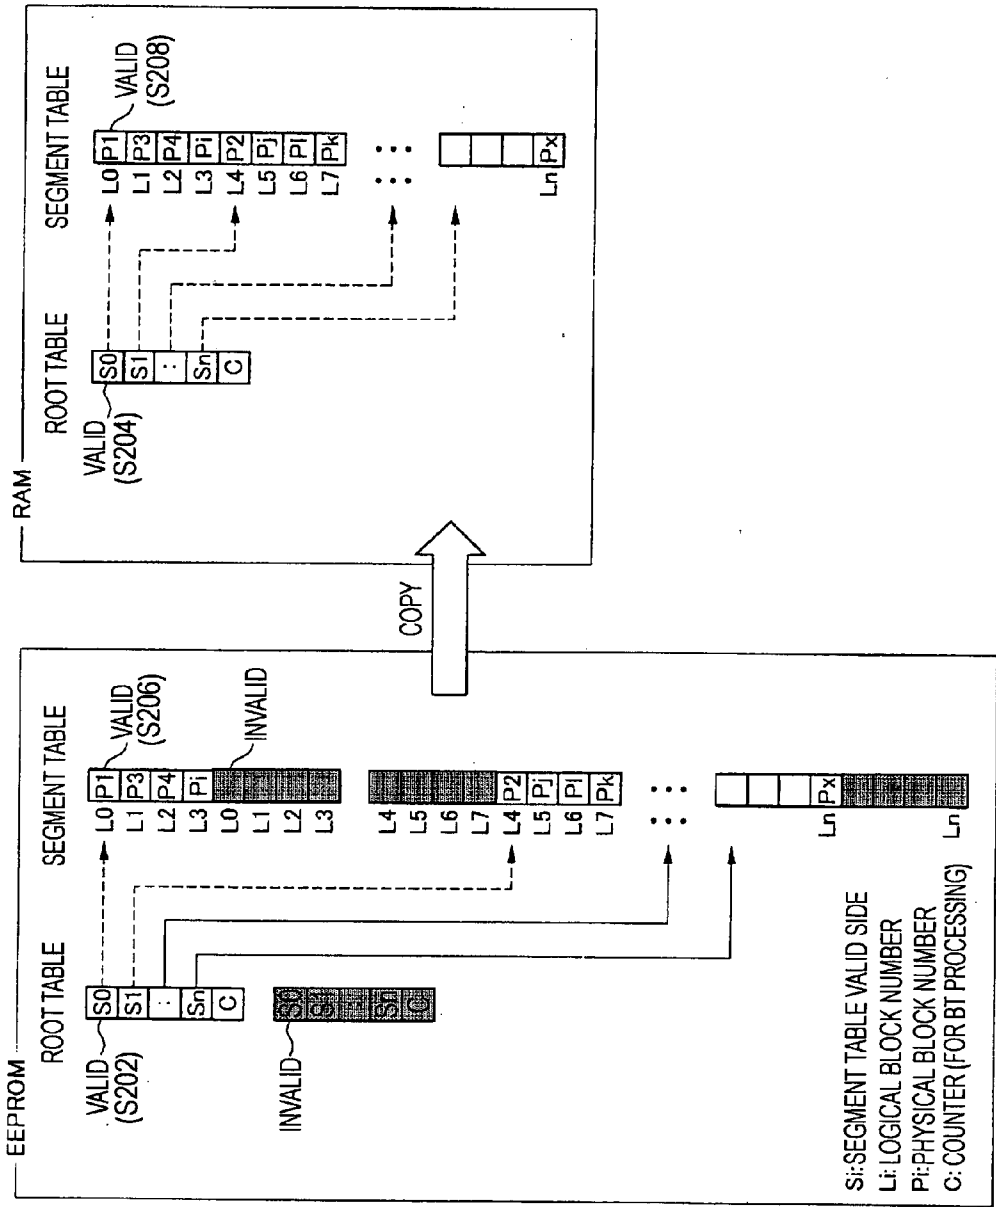 EEPROM
ROOT TABLE
SEGMENT TABLE
VALID
(S202)
S0
S1
:
Sn
C
INVALID
S0
S1
:
Sn
C
L0 P1
L1 P3
L2 P4
L3 Pi
VALID
(S206)
L0
L1
L2
L3
INVALID
L4
L5
L6
L7
L4 P2
L5 Pj
L6 Pl
L7 Pk
Ln Px
Ln
Si:SEGMENT TABLE VALID SIDE
Li: LOGICAL BLOCK NUMBER
Pi:PHYSICAL BLOCK NUMBER
C: COUNTER (FOR BT PROCESSING)
COPY
RAM
ROOT TABLE
SEGMENT TABLE
VALID
(S204)
S0
S1
:
Sn
C
L0 P1
L1 P3
L2 P4
L3 Pi
L4 P2
L5 Pj
L6 Pl
L7 Pk
VALID
(S208)
Ln Px